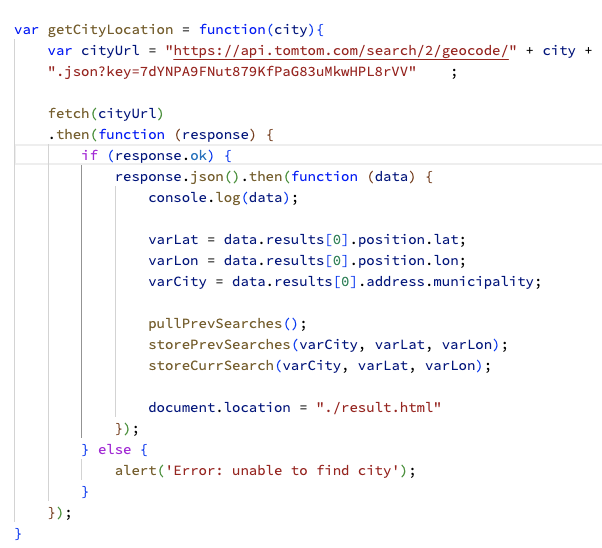 var getCityLocation = function(city){
var cityUrl = "https://api.tomtom.com/search/2/geocode/" + city +
".json?key=7dYNPA9FNut879KfPaG83uMkwHPL8rVV"    ;
fetch(cityUrl)
.then(function (response) {
if (response.ok) {
response.json().then(function (data) {
console.log(data);
varLat = data.results[0].position.lat;
varLon = data.results[0].position.lon;
varCity = data.results[0].address.municipality;
pullPrevSearches();
storePrevSearches(varCity, varLat, varLon);
storeCurrSearch(varCity, varLat, varLon);
document.location = "./result.html"
});
} else {
alert('Error: unable to find city');
}
});
}